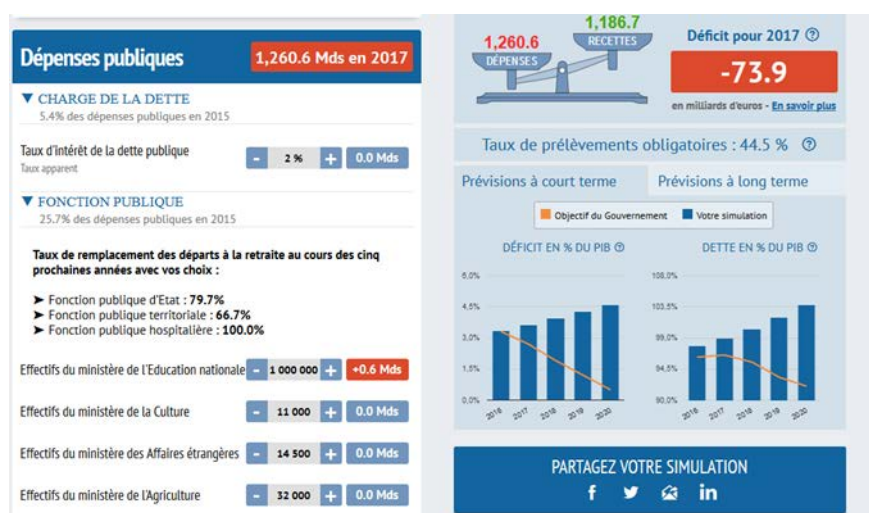 Dépenses publiques
1,260.6 Mds en 2017
▼ CHARGE DE LA DETTE
5.4% des dépenses publiques en 2015
Taux d'intérêt de la dette publique
- 2 % + 0.0 Mds
Taux apparent
▼ FONCTION PUBLIQUE
25.7% des dépenses publiques en 2015
Taux de remplacement des départs à la retraite au cours des cinq
prochaines années avec vos choix :
➤ Fonction publique d'Etat : 79.7%
➤ Fonction publique territoriale : 66.7%
➤ Fonction publique hospitalière : 100.0%
Effectifs du ministère de l'Education nationale - 1 000 000 + +0.6 Mds
Effectifs du ministère de la Culture - 11 000 + 0.0 Mds
Effectifs du ministère des Affaires étrangères - 14 500 + 0.0 Mds
Effectifs du ministère de l'Agriculture - 32 000 + 0.0 Mds
1,260.6
DÉPENSES
1,186.7
RECETTES
Déficit pour 2017 ?
-73.9
en milliards d'euros - En savoir plus
Taux de prélèvements obligatoires : 44.5 % ?
Prévisions à court terme
Prévisions à long terme
Objectif du Gouvernement
Votre simulation
DÉFICIT EN % DU PIB ?
6,0%
4,5%
3,0%
1,5%
0,0%
2016 2017 2018 2019 2020
DETTE EN % DU PIB ?
108,0%
103,5%
99,0%
94,5%
90,0%
2016 2017 2018 2019 2020
PARTAGEZ VOTRE SIMULATION